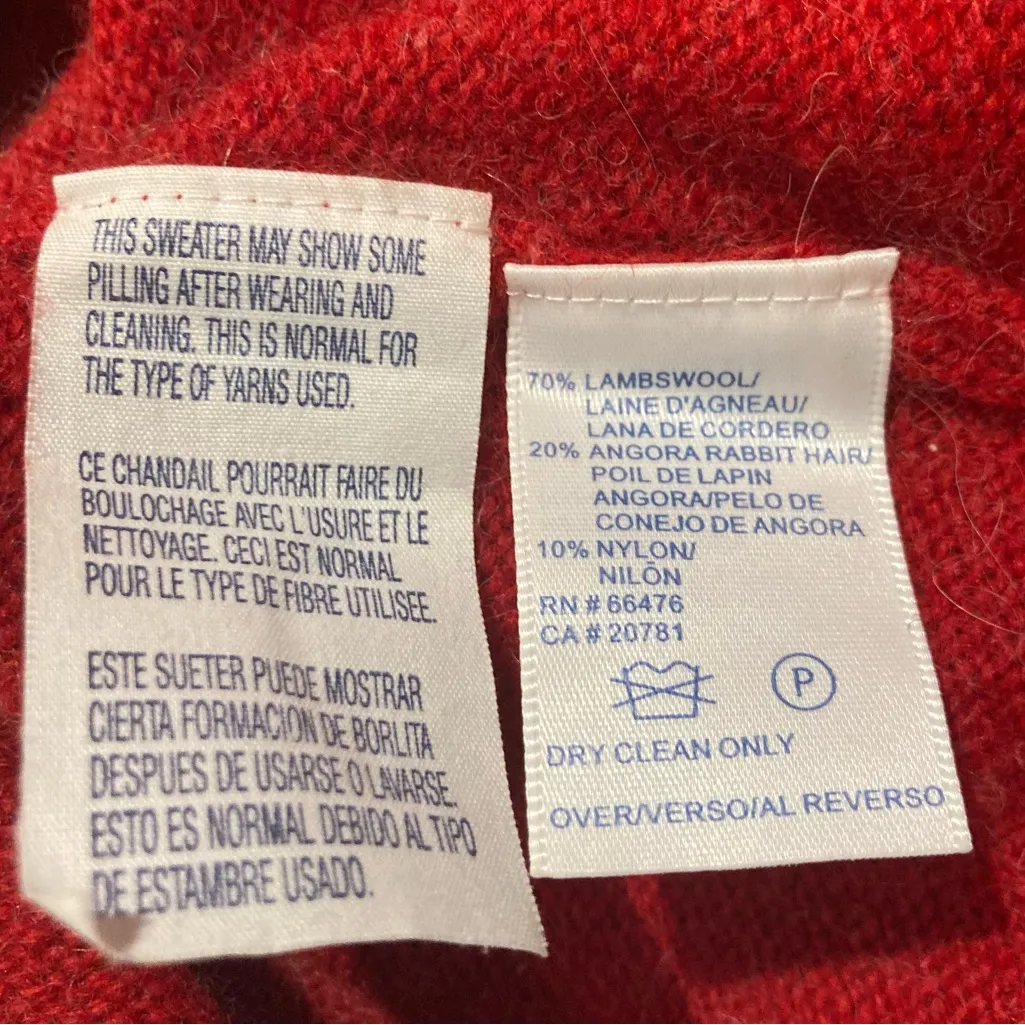 THIS SWEATER MAY SHOW SOME
PILLING AFTER WEARING AND
CLEANING. THIS IS NORMAL FOR
THE TYPE OF YARNS USED.
CE CHANDAIL POURRAIT FAIRE DU
BOULOCHAGE AVEC L'USURE ET LE
NETTOYAGE. CECI EST NORMAL
POUR LE TYPE DE FIBRE UTILISEE.
ESTE SUETER PUEDE MOSTRAR
CIERTA FORMACION DE BORLITA
DESPUES DE USARSE O LAVARSE.
ESTO ES NORMAL DEBIDO AL TIPO
DE ESTAMBRE USADO.
70% LAMBSWOOL/
LAINE D'AGNEAU/
LANA DE CORDERO
20% ANGORA RABBIT HAIR/
POIL DE LAPIN
ANGORA/PELO DE
CONEJO DE ANGORA
10% NYLON/
NILŌN
RN # 66476
CA # 20781
P
DRY CLEAN ONLY
OVER/VERSO/AL REVERSO